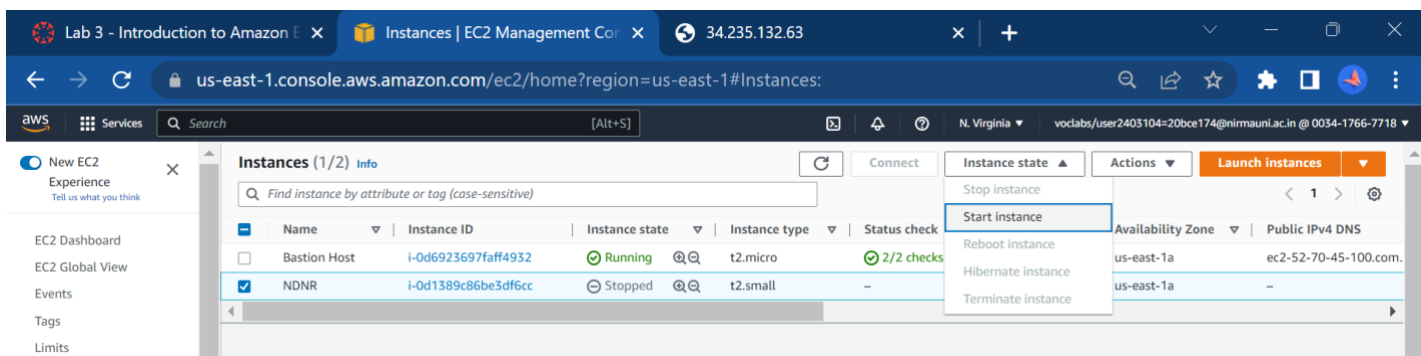 Lab 3 - Introduction to Amazon E
Instances | EC2 Management Con
34.235.132.63
us-east-1.console.aws.amazon.com/ec2/home?region=us-east-1#Instances:
aws
Services
Search
[Alt+S]
N. Virginia
voclabs/user2403104=20bce174@nirmauni.ac.in @ 0034-1766-7718
New EC2
Experience
Tell us what you think
EC2 Dashboard
EC2 Global View
Events
Tags
Limits
Instances (1/2) Info
Connect
Instance state
Actions
Launch instances
Find instance by attribute or tag (case-sensitive)
1
Stop instance
Start instance
Reboot instance
Hibernate instance
Terminate instance
Name Instance ID Instance state Instance type Status check Availability Zone Public IPv4 DNS
Bastion Host i-0d6923697faff4932 Running t2.micro 2/2 checks us-east-1a ec2-52-70-45-100.com.
NDNR i-0d1389c86be3df6cc Stopped t2.small – us-east-1a –